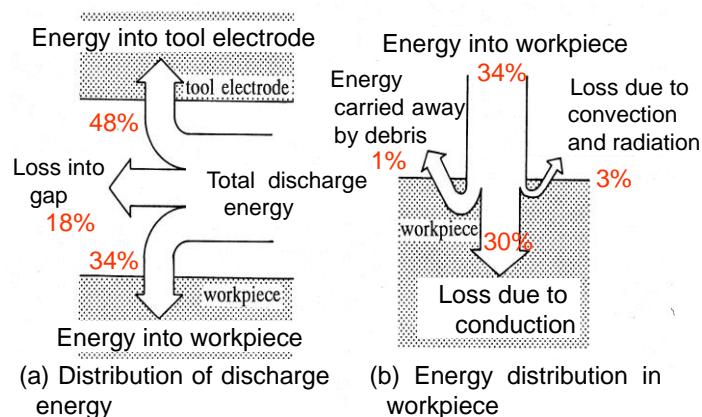 Energy into tool electrode
tool electrode
48%
Loss into
gap
18%
Total discharge
energy
34%
workpiece
Energy into workpiece
(a) Distribution of discharge
energy
Energy into workpiece
34%
Energy
carried away
by debris
1%
Loss due to
convection
and radiation
3%
workpiece
30%
Loss due to
conduction
(b) Energy distribution in
workpiece